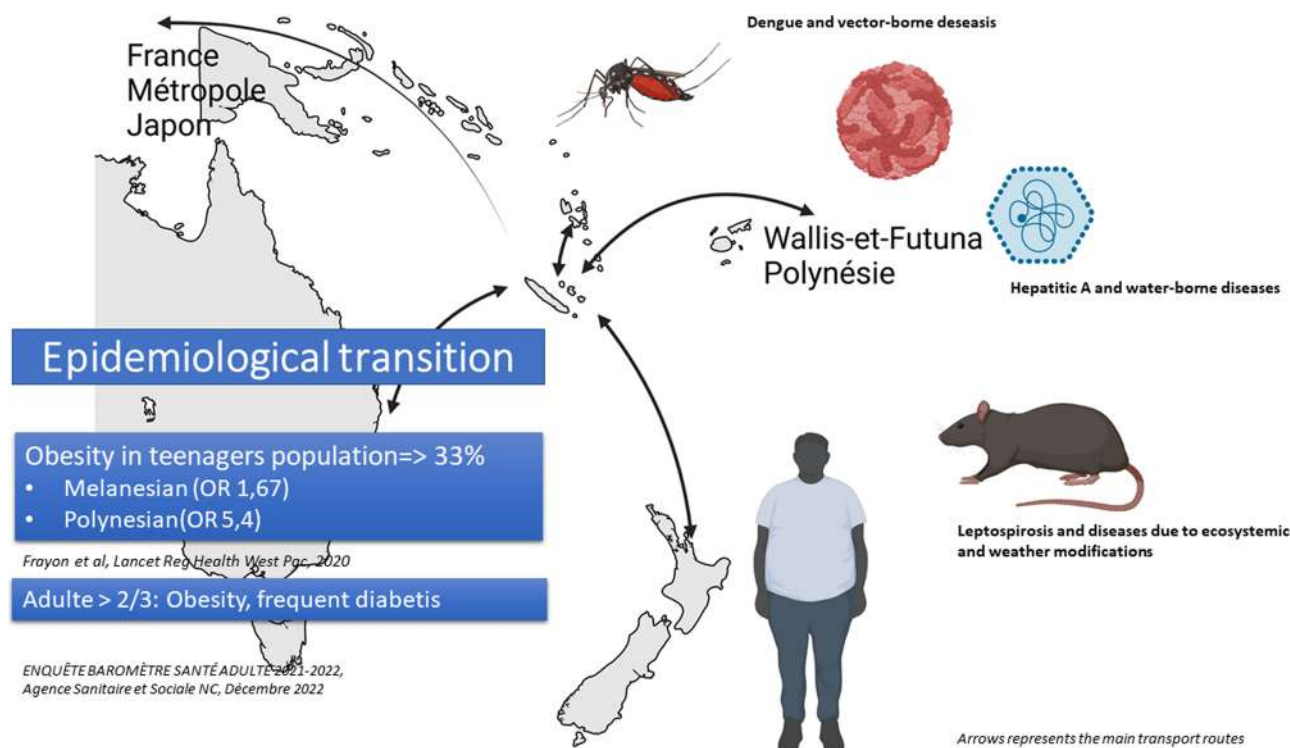 Dengue and vector-borne deseasis
France
Métropole
Japon
Wallis-et-Futuna
Polynésie
Hepatitic A and water-borne diseases
Epidemiological transition
Obesity in teenagers population=> 33%
• Melanesian (OR 1,67)
• Polynesian(OR 5,4)
Frayon et al, Lancet Reg Health West Pac, 2020
Adulte > 2/3: Obesity, frequent diabetis
ENQUÊTE BAROMÈTRE SANTÉ ADULTE 2021-2022,
Agence Sanitaire et Sociale NC, Décembre 2022
Leptospirosis and diseases due to ecosystemic
and weather modifications
Arrows represents the main transport routes